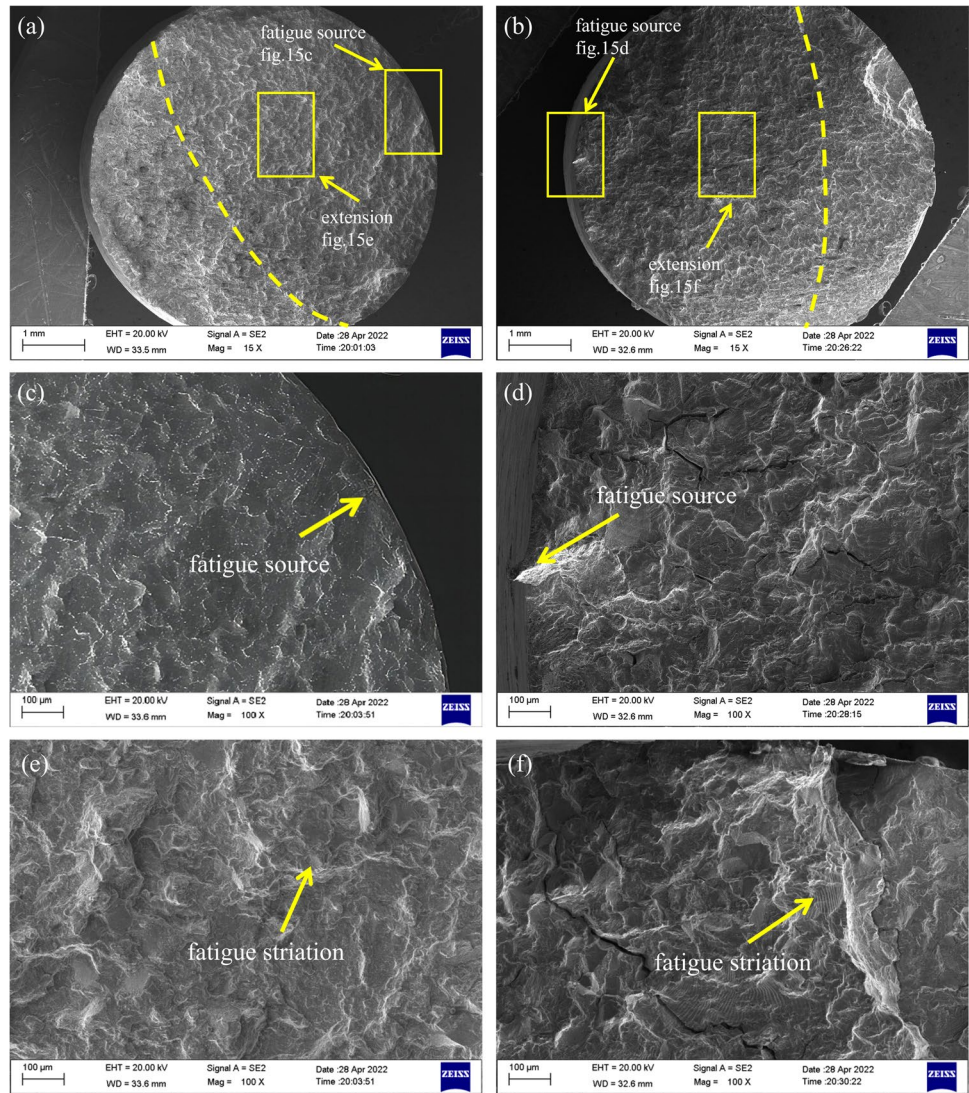 (a)
fatigue source
fig.15c
extension
fig.15e
1 mm
EHT = 20.00 kV
Signal A = SE2
Date :28 Apr 2022
WD = 33.5 mm
Mag = 15 X
Time :20:01:03
ZEISS
(b)
fatigue source
fig.15d
extension
fig.15f
1 mm
EHT = 20.00 kV
Signal A = SE2
Date :28 Apr 2022
WD = 32.6 mm
Mag = 15 X
Time :20:26:22
ZEISS
(c)
fatigue source
100 µm
EHT = 20.00 kV
Signal A = SE2
Date :28 Apr 2022
WD = 33.6 mm
Mag = 100 X
Time :20:03:51
ZEISS
(d)
fatigue source
100 µm
EHT = 20.00 kV
Signal A = SE2
Date :28 Apr 2022
WD = 32.6 mm
Mag = 100 X
Time :20:28:15
ZEISS
(e)
fatigue striation
100 µm
EHT = 20.00 kV
Signal A = SE2
Date :28 Apr 2022
WD = 33.6 mm
Mag = 100 X
Time :20:03:51
ZEISS
(f)
fatigue striation
100 µm
EHT = 20.00 kV
Signal A = SE2
Date :28 Apr 2022
WD = 32.6 mm
Mag = 100 X
Time :20:30:22
ZEISS